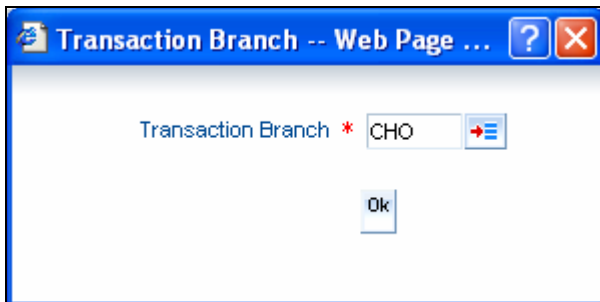 Transaction Branch -- Web Page ...
Transaction Branch * CHO
Ok